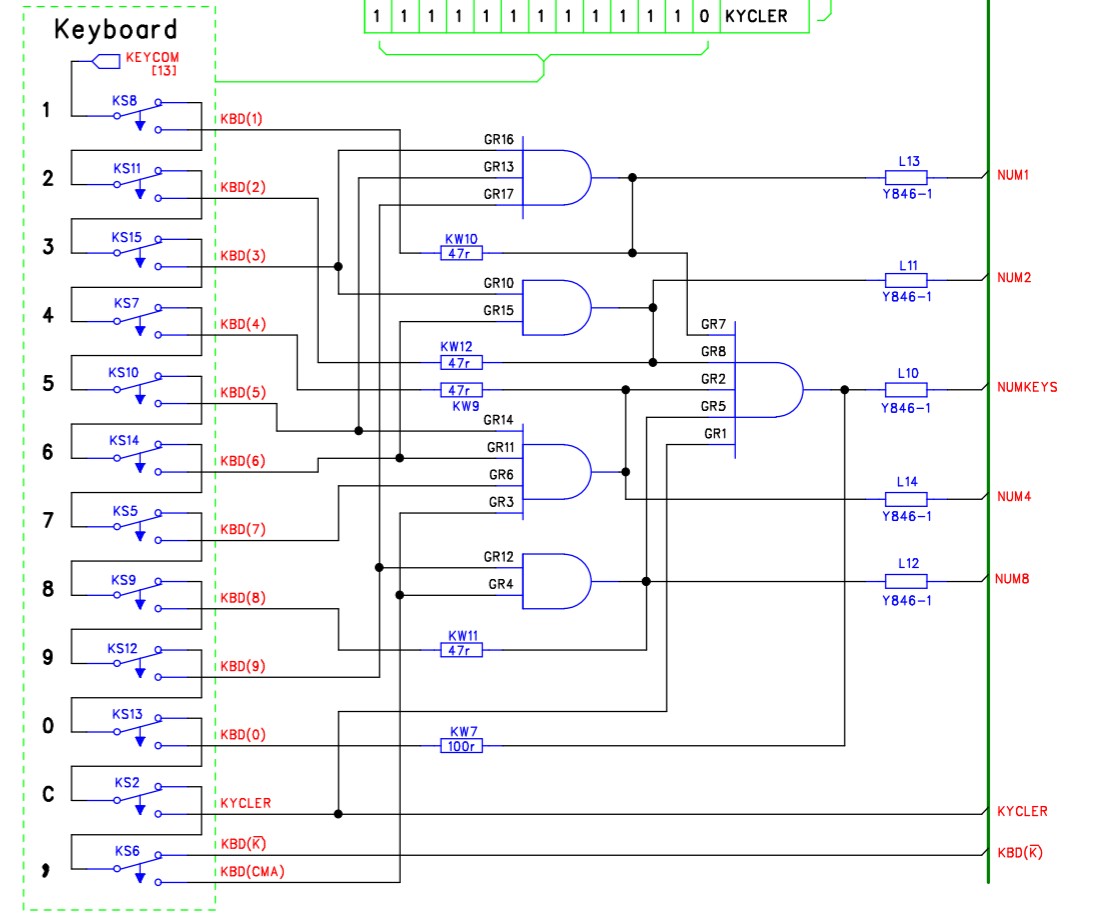 1 1 1 1 1 1 1 1 1 1 1 1 0 KYCLER
Keyboard
KEYCOM
[13]
1
KS8
KBD(1)
2
KS11
KBD(2)
3
KS15
KBD(3)
4
KS7
KBD(4)
5
KS10
KBD(5)
6
KS14
KBD(6)
7
KS5
KBD(7)
8
KS9
KBD(8)
9
KS12
KBD(9)
0
KS13
KBD(0)
C
KS2
KYCLER
,
KS6
KBD(K̅)
KBD(CMA)
GR16
GR13
GR17
KW10
47r
GR10
GR15
KW12
47r
47r
KW9
GR14
GR11
GR6
GR3
GR12
GR4
KW11
47r
KW7
100r
GR7
GR8
GR2
GR5
GR1
L13
Y846-1
NUM1
L11
Y846-1
NUM2
L10
Y846-1
NUMKEYS
L14
Y846-1
NUM4
L12
Y846-1
NUM8
KYCLER
KBD(K̅)